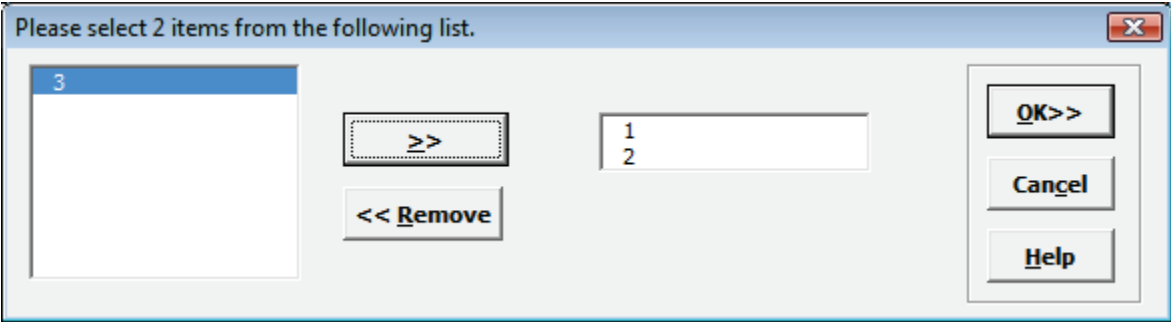 Please select 2 items from the following list.
3
>>
<< Remove
1
2
OK>>
Cancel
Help